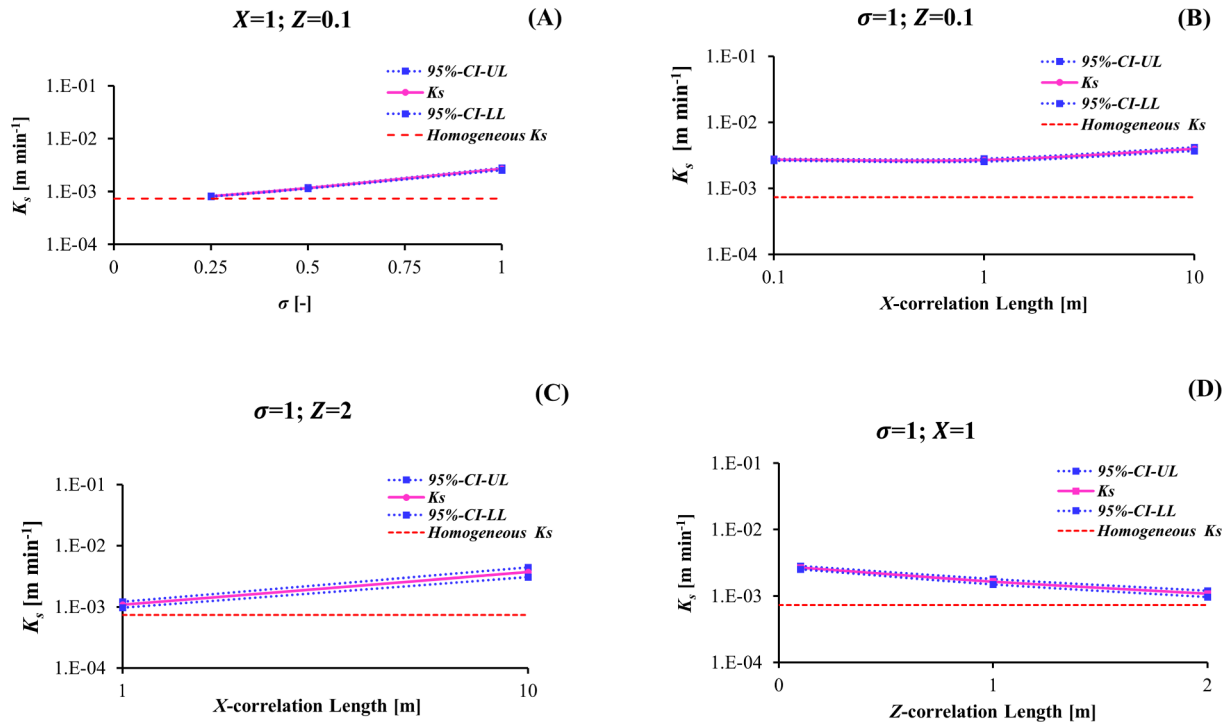 X=1; Z=0.1
(A)
95%-CI-UL
Ks
95%-CI-LL
Homogeneous Ks
1.E-01
1.E-02
1.E-03
1.E-04
Ks [m min-1]
0 0.25 0.5 0.75 1
σ [-]
σ=1; Z=0.1
(B)
95%-CI-UL
Ks
95%-CI-LL
Homogeneous Ks
1.E-01
1.E-02
1.E-03
1.E-04
Ks [m min-1]
0.1 1 10
X-correlation Length [m]
σ=1; Z=2
(C)
95%-CI-UL
Ks
95%-CI-LL
Homogeneous Ks
1.E-01
1.E-02
1.E-03
1.E-04
Ks [m min-1]
1 10
X-correlation Length [m]
σ=1; X=1
(D)
95%-CI-UL
Ks
95%-CI-LL
Homogeneous Ks
1.E-01
1.E-02
1.E-03
1.E-04
Ks [m min-1]
0 1 2
Z-correlation Length [m]